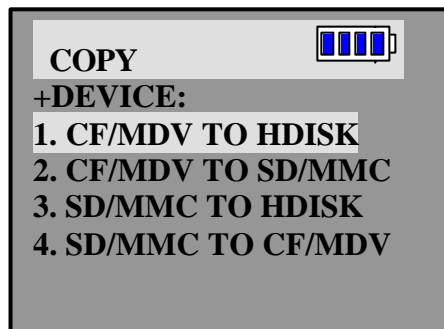 COPY
+DEVICE:
1. CF/MDV TO HDISK
2. CF/MDV TO SD/MMC
3. SD/MMC TO HDISK
4. SD/MMC TO CF/MDV